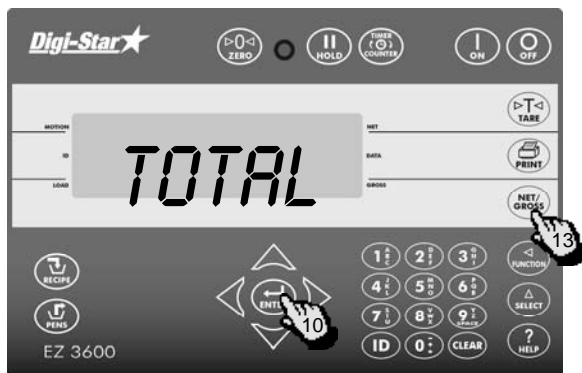 Digi-Star
▷0◁
ZERO
HOLD
TIMER
COUNTER
ON
OFF
▷T◁
TARE
MOTION
NET
ID
DATA
PRINT
TOTAL
LOAD
GROSS
NET/
GROSS
13
RECIPE
1 A B C
2 D E F
3 G H I
FUNCTION
4 J K L
5 M N O
6 P Q R
SELECT
10
PENS
7 S T U
8 V W X
9 Y Z
SPACE
EZ 3600
ID
0
CLEAR
?
HELP